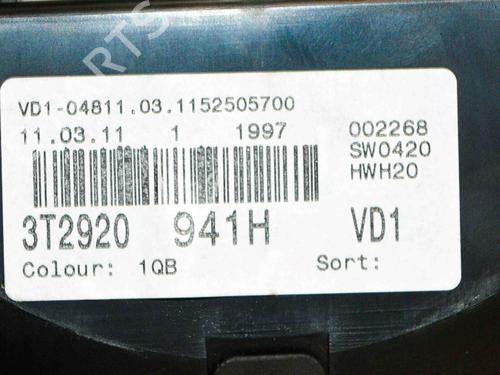 VD1-04811.03.1152505700
11.03.11 1 1997 002268
SW0420
HWH20
3T2920 941H VD1
Colour: 1QB Sort: